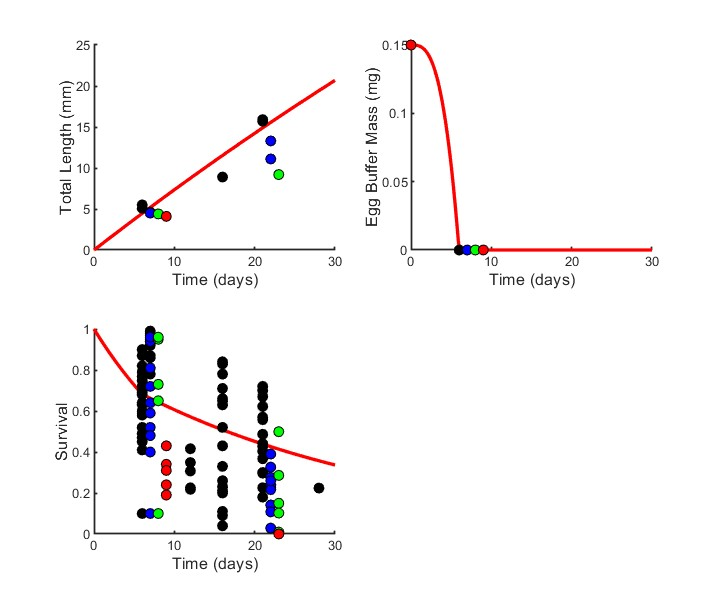 25
20
15
10
5
0
0 10 20 30
Total Length (mm)
Time (days)
0.15
0.1
0.05
0
0 10 20 30
Egg Buffer Mass (mg)
Time (days)
1
0.8
0.6
0.4
0.2
0
0 10 20 30
Survival
Time (days)